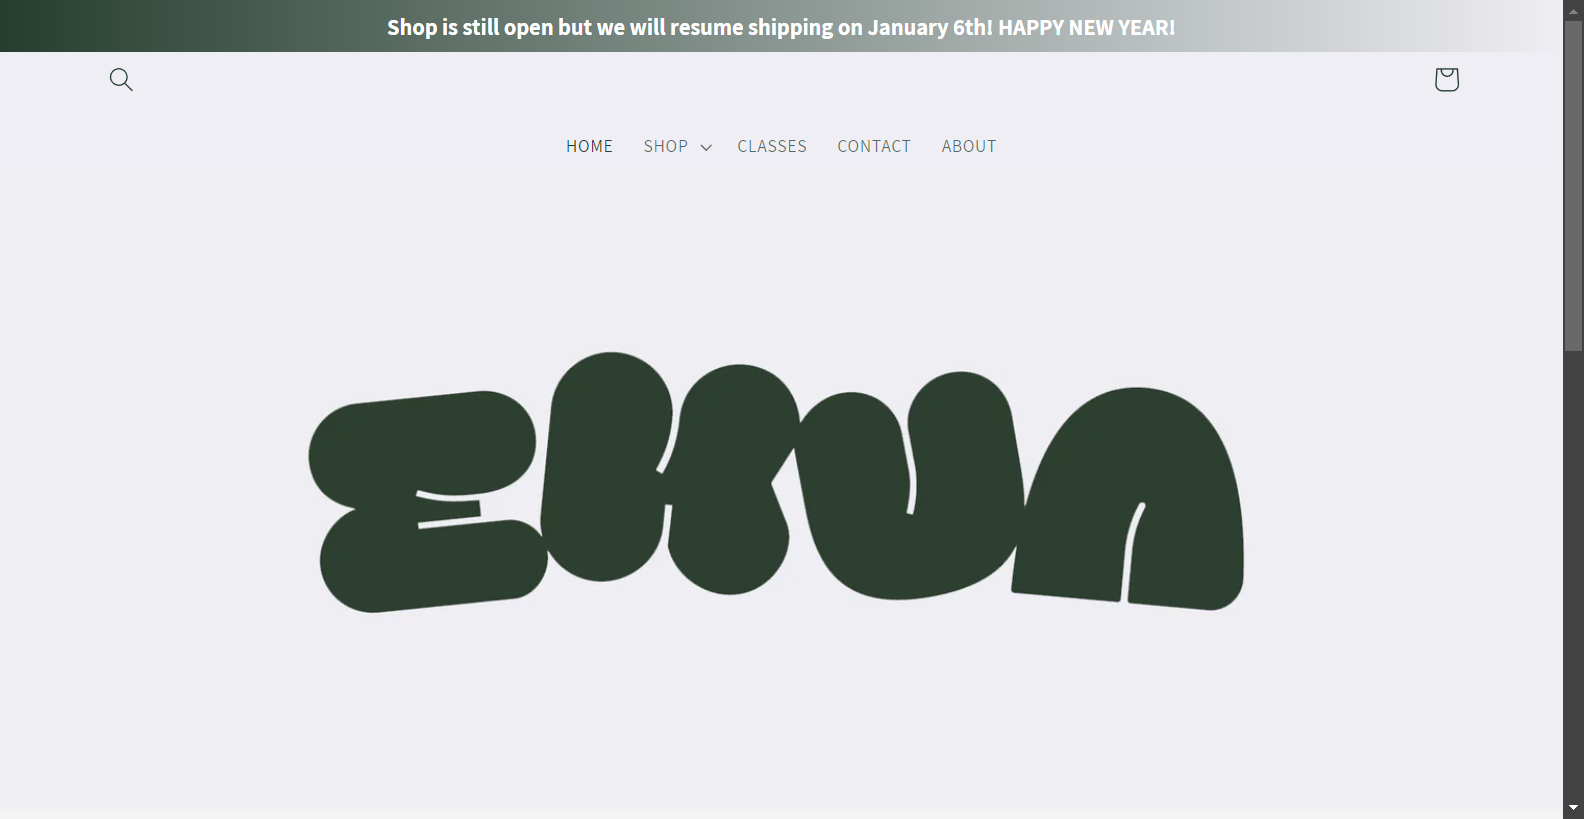 Shop is still open but we will resume shipping on January 6th! HAPPY NEW YEAR!
HOME SHOP CLASSES CONTACT ABOUT
EKUA